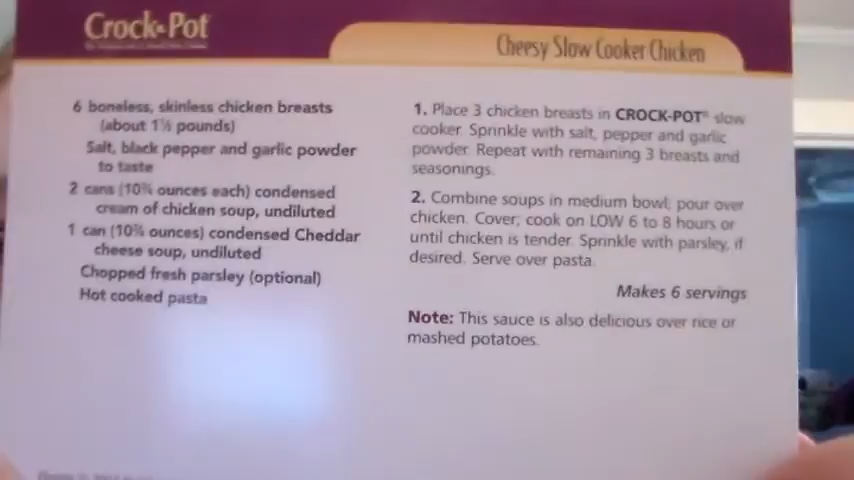 Crock-Pot
Cheesy Slow Cooker Chicken
6 boneless, skinless chicken breasts
(about 1½ pounds)
Salt, black pepper and garlic powder
to taste
2 cans (10¾ ounces each) condensed
cream of chicken soup, undiluted
1 can (10¾ ounces) condensed Cheddar
cheese soup, undiluted
Chopped fresh parsley (optional)
Hot cooked pasta
1. Place 3 chicken breasts in CROCK-POT® slow
cooker. Sprinkle with salt, pepper and garlic
powder. Repeat with remaining 3 breasts and
seasonings.
2. Combine soups in medium bowl; pour over
chicken. Cover; cook on LOW 6 to 8 hours or
until chicken is tender. Sprinkle with parsley, if
desired. Serve over pasta.
Makes 6 servings
Note: This sauce is also delicious over rice or
mashed potatoes.